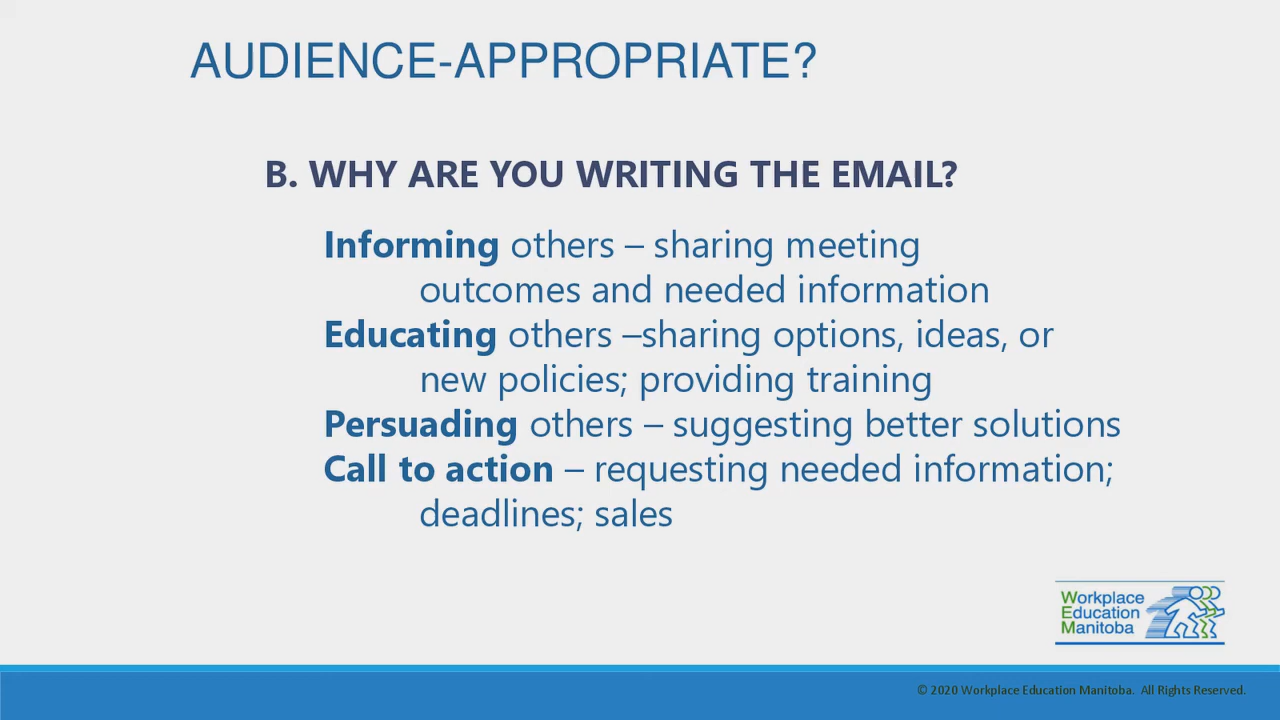 AUDIENCE-APPROPRIATE?
B. WHY ARE YOU WRITING THE EMAIL?
Informing others – sharing meeting
outcomes and needed information
Educating others –sharing options, ideas, or
new policies; providing training
Persuading others – suggesting better solutions
Call to action – requesting needed information;
deadlines; sales
Workplace
Education
Manitoba
© 2020 Workplace Education Manitoba. All Rights Reserved.